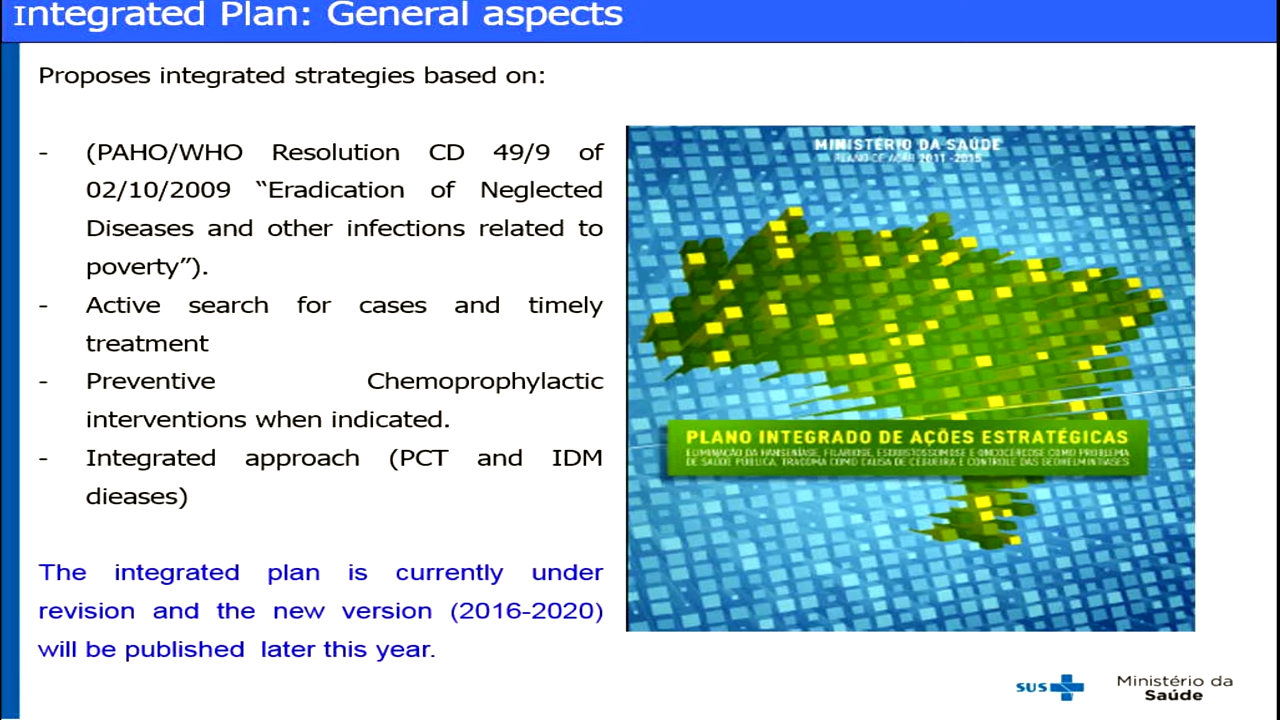 Integrated Plan: General aspects
Proposes integrated strategies based on:
- (PAHO/WHO Resolution CD 49/9 of
02/10/2009 “Eradication of Neglected
Diseases and other infections related to
poverty”).
- Active search for cases and timely
treatment
- Preventive Chemoprophylactic
interventions when indicated.
- Integrated approach (PCT and IDM
dieases)
The integrated plan is currently under
revision and the new version (2016-2020)
will be published later this year.
MINISTÉRIO DA SAÚDE
PLANO DE AÇÃO 2011 -2015
PLANO INTEGRADO DE AÇÕES ESTRATÉGICAS
ELIMINAÇÃO DA HANSENÍASE, FILARIOSE, ESQUISTOSSOMOSE E ONCOCERCOSE COMO PROBLEMA
DE SAÚDE PÚBLICA, TRACOMA COMO CAUSA DE CEGUEIRA E CONTROLE DAS GEOHELMINTÍASES
SUS
Ministério da
Saúde